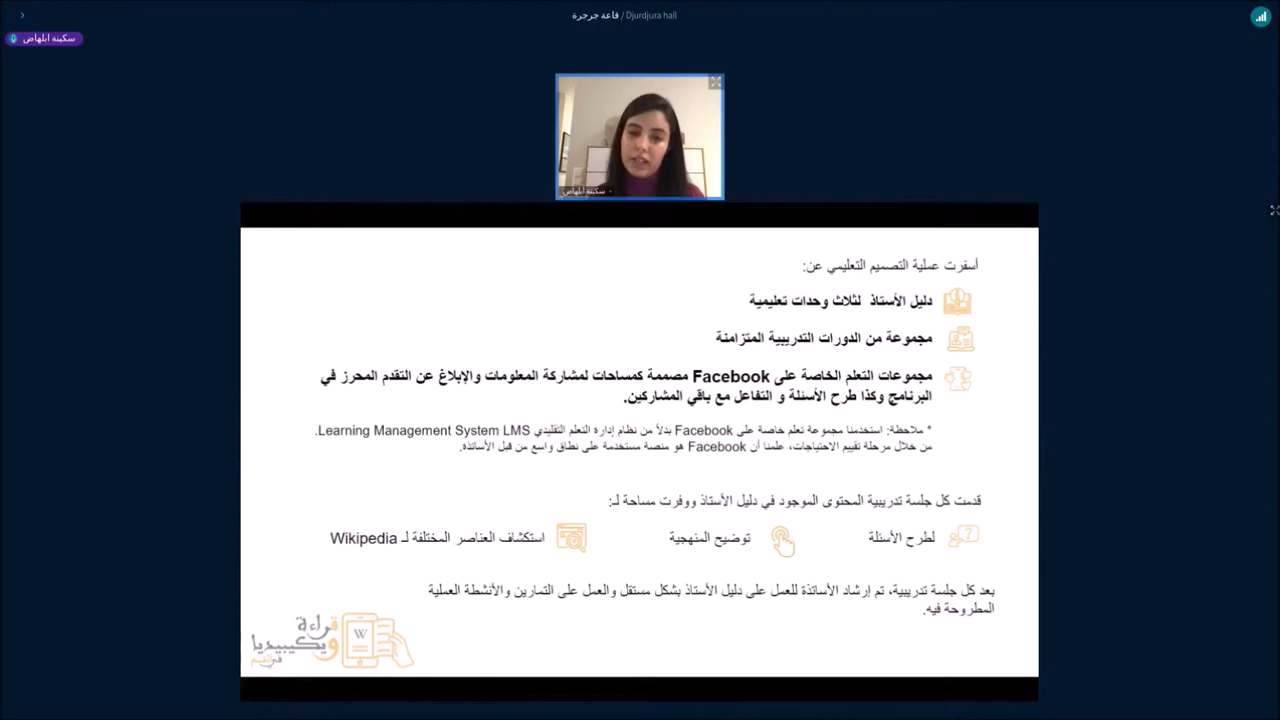 قاعة جرجرة / Djurdjura hall
سكينة ابلهاض
سكينة ابلهاض -
أسفرت عملية التصميم التعليمي عن:
دليل الأستاذ لثلاث وحدات تعليمية
مجموعة من الدورات التدريبية المتزامنة
مجموعات التعلم الخاصة على Facebook مصممة كمساحات لمشاركة المعلومات والإبلاغ عن التقدم المحرز في
البرنامج وكذا طرح الأسئلة و التفاعل مع باقي المشاركين.
* ملاحظة: استخدمنا مجموعة تعلم خاصة على Facebook بدلاً من نظام إدارة التعلم التقليدي Learning Management System LMS.
من خلال مرحلة تقييم الاحتياجات، علمنا أن Facebook هو منصة مستخدمة على نطاق واسع من قبل الأساتذة.
قدمت كل جلسة تدريبية المحتوى الموجود في دليل الأستاذ ووفرت مساحة لـ:
لطرح الأسئلة
توضيح المنهجية
استكشاف العناصر المختلفة لـ Wikipedia
بعد كل جلسة تدريبية، تم إرشاد الأساتذة للعمل على دليل الأستاذ بشكل مستقل والعمل على التمارين والأنشطة العملية
المطروحة فيه.
قراءة
ويكيبيديا
في القسم
W